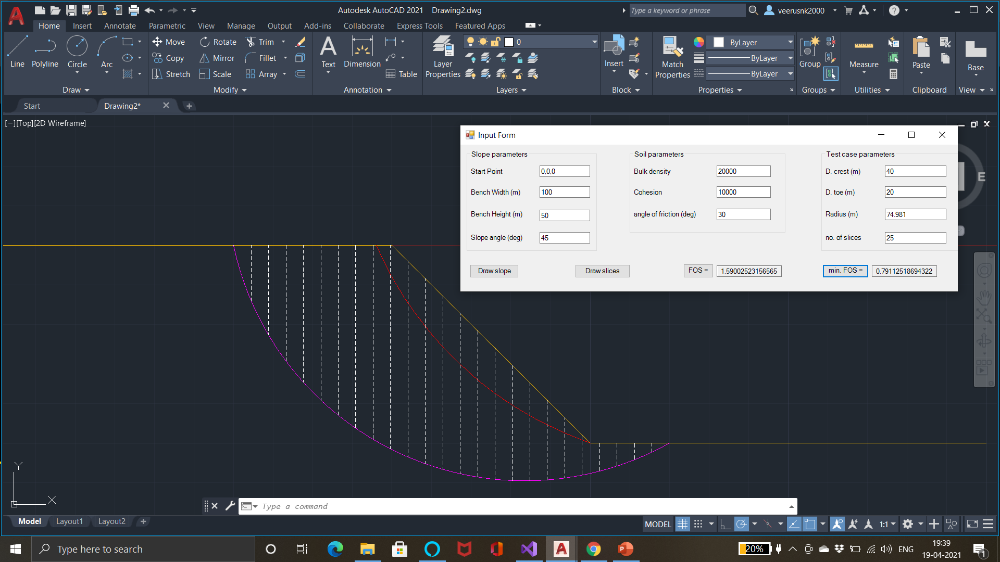 Autodesk AutoCAD 2021 Drawing2.dwg
Type a keyword or phrase
veerusnk2000
Home Insert Annotate Parametric View Manage Output Add-ins Collaborate Express Tools Featured Apps
Line Polyline Circle Arc
Move Rotate Trim
Copy Mirror Fillet
Stretch Scale Array
Text Dimension Table
Layer Properties
0
Insert
Match Properties
ByLayer
ByLayer
ByLayer
Group
Measure
Paste
Base
Draw Modify Annotation Layers Block Properties Groups Utilities Clipboard View
Start Drawing2*
[−][Top][2D Wireframe]
Input Form
Slope parameters
Start Point 0,0,0
Bench Width (m) 100
Bench Height (m) 50
Slope angle (deg) 45
Soil parameters
Bulk density 20000
Cohesion 10000
angle of friction (deg) 30
Test case parameters
D. crest (m) 40
D. toe (m) 20
Radius (m) 74.981
no. of slices 25
Draw slope Draw slices FOS = 1.59002523156565 min. FOS = 0.79112518694322
E
Y
X
Type a command
Model Layout1 Layout2
MODEL 1:1
Type here to search
20% ENG
19:39
19-04-2021
1